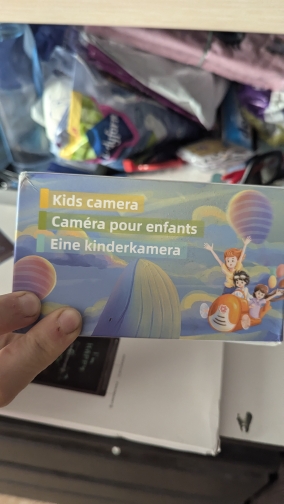 Kids camera
Caméra pour enfants
Eine kinderkamera